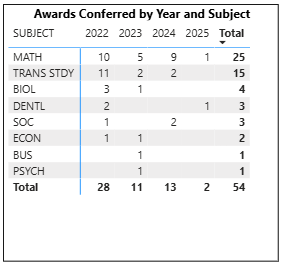 Awards Conferred by Year and Subject
SUBJECT 2022 2023 2024 2025 Total
MATH 10 5 9 1 25
TRANS STDY 11 2 2 15
BIOL 3 1 4
DENTL 2 1 3
SOC 1 2 3
ECON 1 1 2
BUS 1 1
PSYCH 1 1
Total 28 11 13 2 54